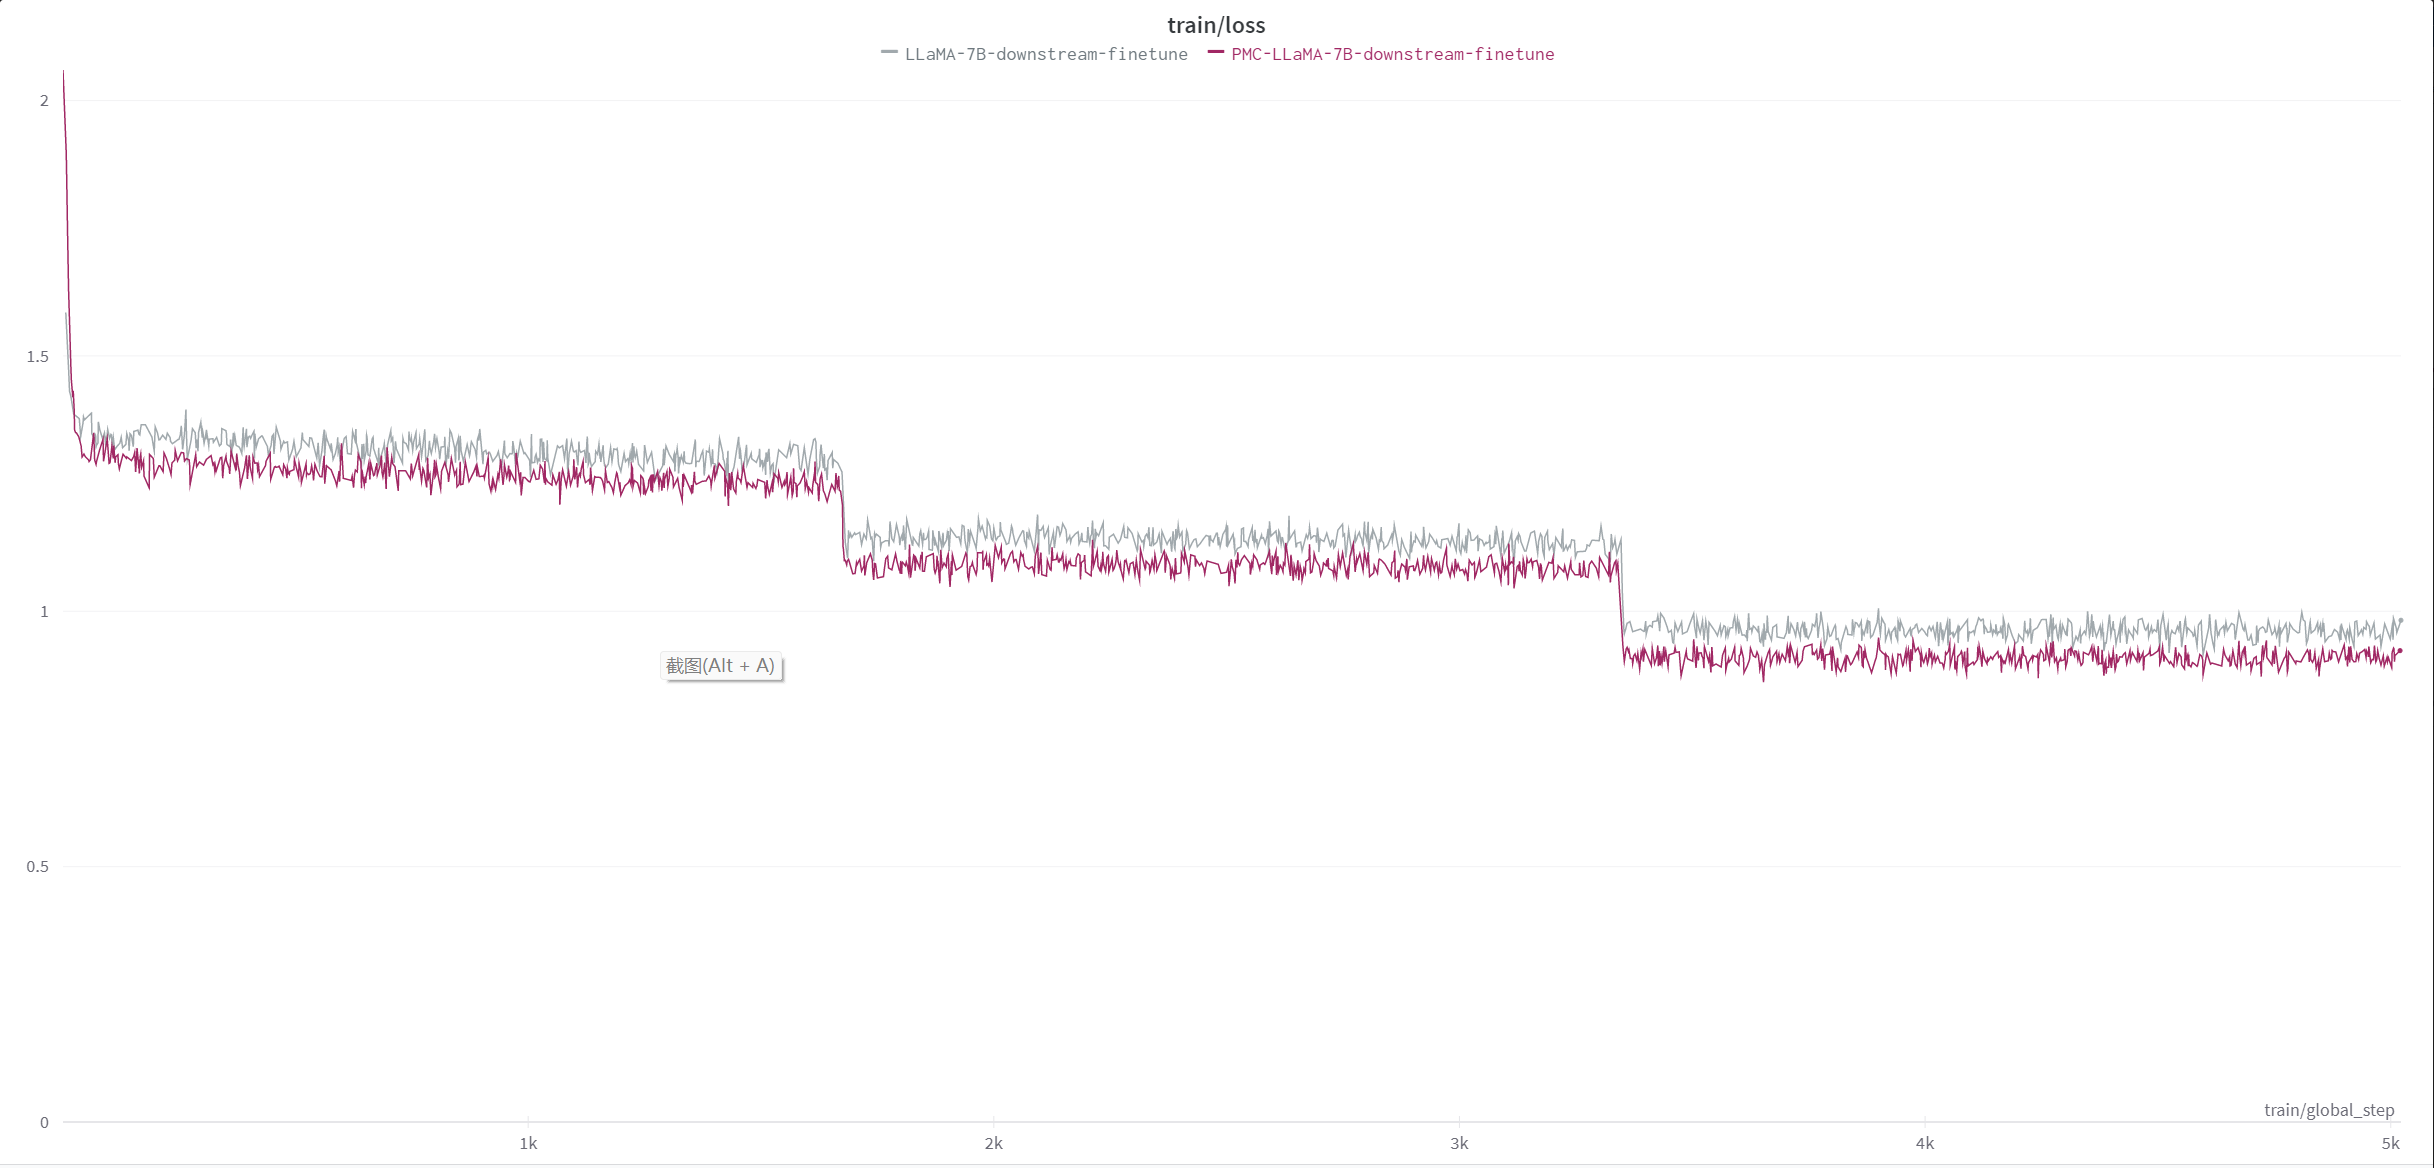 train/loss
LLaMA-7B-downstream-finetune PMC-LLaMA-7B-downstream-finetune
2
1.5
1
截图(Alt + A)
0.5
train/global_step
0
1k 2k 3k 4k 5k